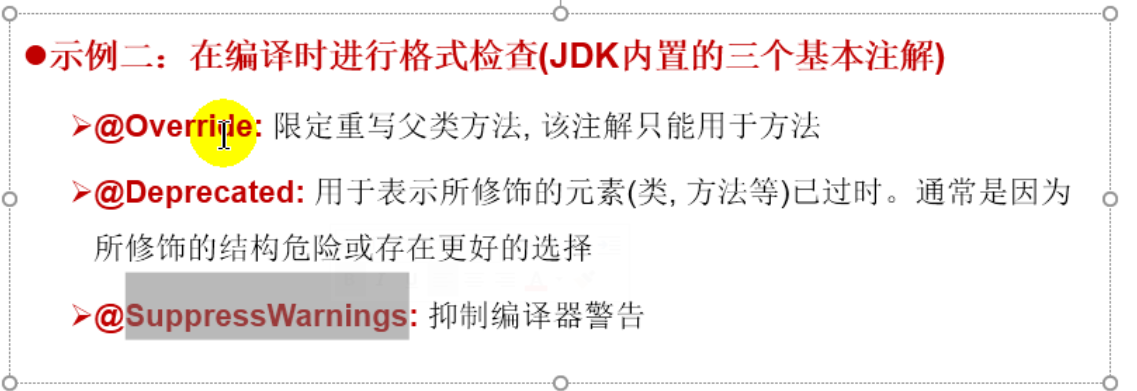 ●示例二：在编译时进行格式检查(JDK内置的三个基本注解)
➢@Override: 限定重写父类方法, 该注解只能用于方法
➢@Deprecated: 用于表示所修饰的元素(类, 方法等)已过时。通常是因为
所修饰的结构危险或存在更好的选择
➢@SuppressWarnings: 抑制编译器警告